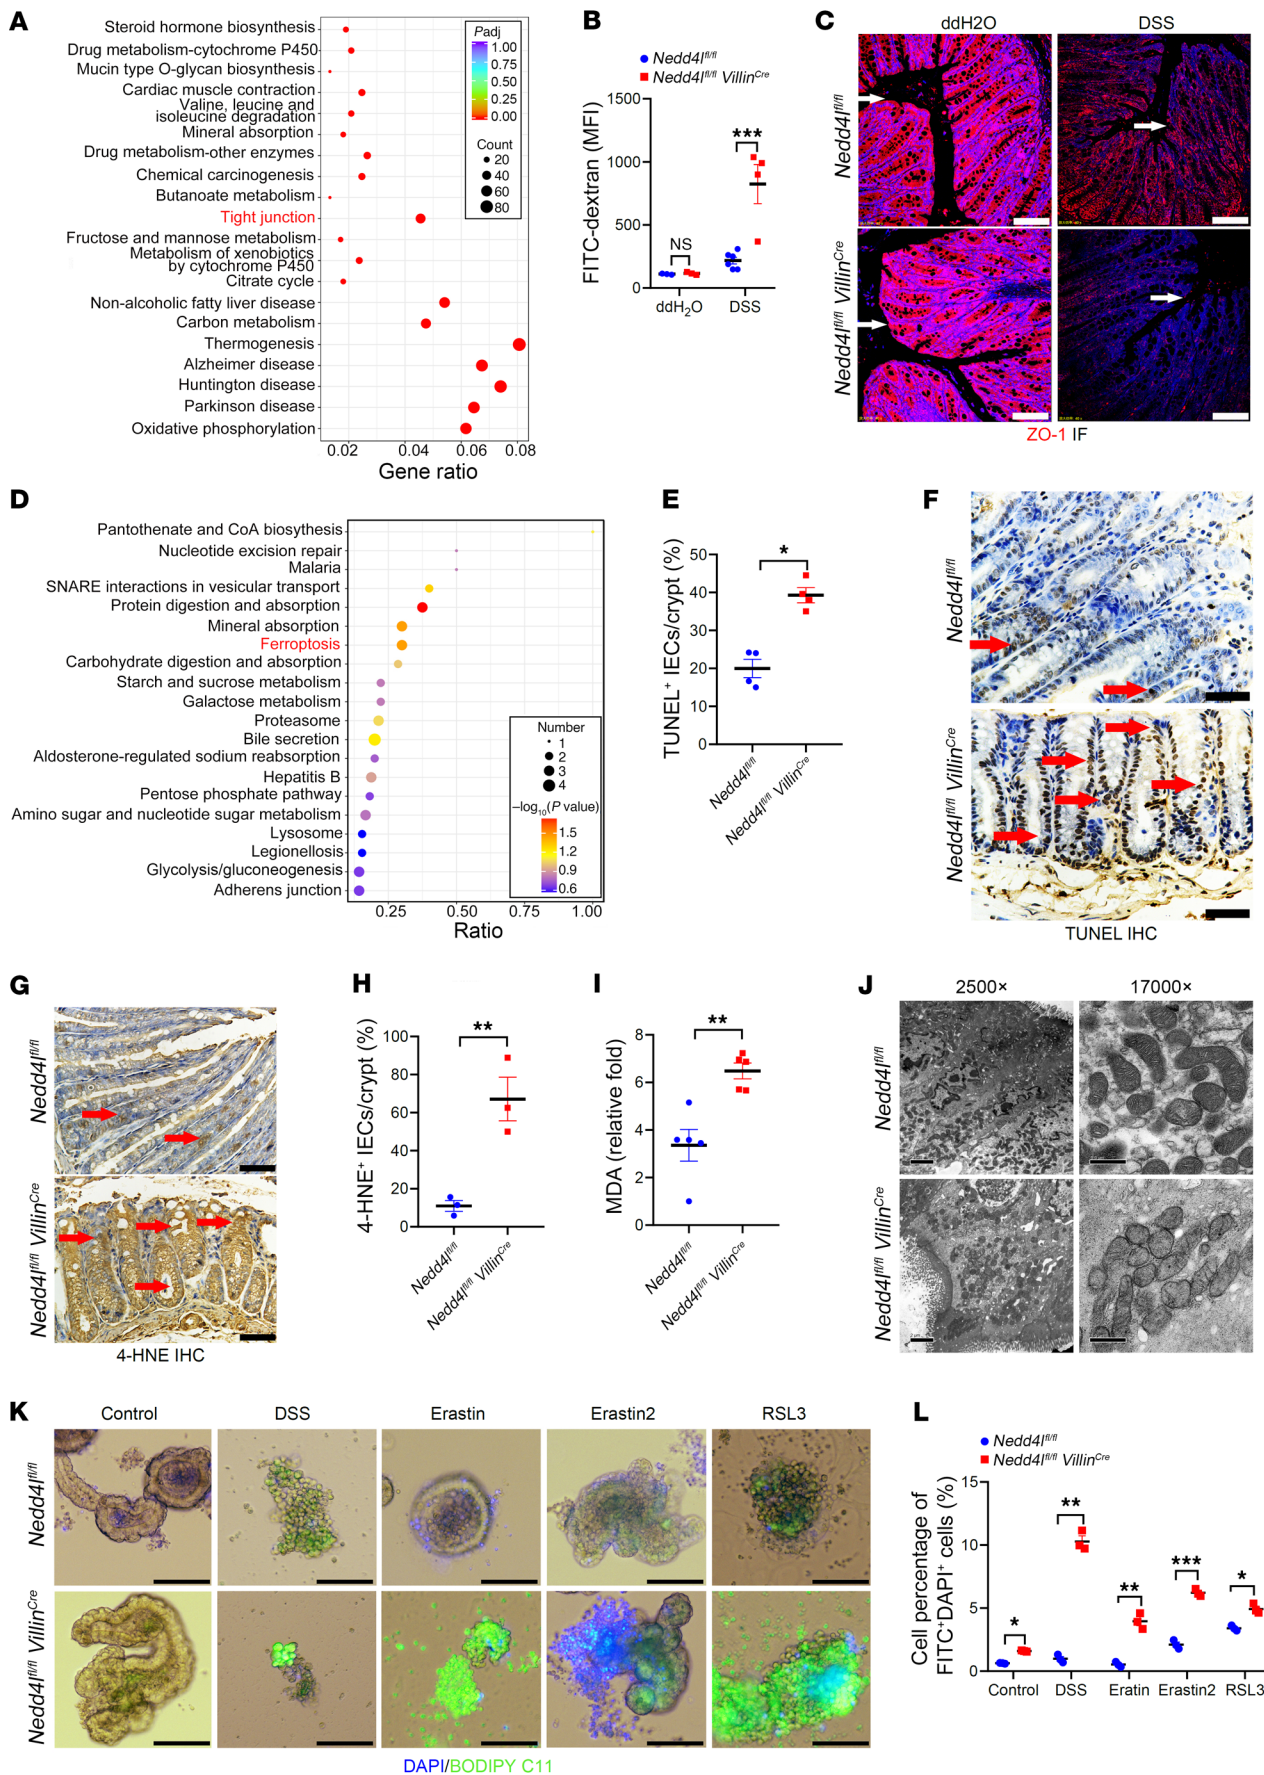 A
Steroid hormone biosynthesis
Drug metabolism-cytochrome P450
Mucin type O-glycan biosynthesis
Cardiac muscle contraction
Valine, leucine and
isoleucine degradation
Mineral absorption
Drug metabolism-other enzymes
Chemical carcinogenesis
Butanoate metabolism
Tight junction
Fructose and mannose metabolism
Metabolism of xenobiotics
by cytochrome P450
Citrate cycle
Non-alcoholic fatty liver disease
Carbon metabolism
Thermogenesis
Alzheimer disease
Huntington disease
Parkinson disease
Oxidative phosphorylation
0.02 0.04 0.06 0.08
Gene ratio
Padj
1.00
0.75
0.50
0.25
0.00
Count
20
40
60
80
B
Nedd4l fl/fl
Nedd4l fl/fl Villin Cre
FITC-dextran (MFI)
1500
1000
500
0
NS
***
ddH2O DSS
C
ddH2O DSS
Nedd4l fl/fl
Nedd4l fl/fl Villin Cre
ZO-1 IF
D
Pantothenate and CoA biosythesis
Nucleotide excision repair
Malaria
SNARE interactions in vesicular transport
Protein digestion and absorption
Mineral absorption
Ferroptosis
Carbohydrate digestion and absorption
Starch and sucrose metabolism
Galactose metabolism
Proteasome
Bile secretion
Aldosterone-regulated sodium reabsorption
Hepatitis B
Pentose phosphate pathway
Amino sugar and nucleotide sugar metabolism
Lysosome
Legionellosis
Glycolysis/gluconeogenesis
Adherens junction
0.25 0.50 0.75 1.00
Ratio
Number
1
2
3
4
–log10(P value)
1.5
1.2
0.9
0.6
E
TUNEL+ IECs/crypt (%)
50
40
30
20
10
0
*
Nedd4l fl/fl
Nedd4l fl/fl Villin Cre
F
Nedd4l fl/fl
Nedd4l fl/fl Villin Cre
TUNEL IHC
G
Nedd4l fl/fl
Nedd4l fl/fl Villin Cre
4-HNE IHC
H
4-HNE+ IECs/crypt (%)
100
80
60
40
20
0
**
Nedd4l fl/fl
Nedd4l fl/fl Villin Cre
I
MDA (relative fold)
8
6
4
2
0
**
Nedd4l fl/fl
Nedd4l fl/fl Villin Cre
J
2500× 17000×
Nedd4l fl/fl
Nedd4l fl/fl Villin Cre
K
Control DSS Erastin Erastin2 RSL3
Nedd4l fl/fl
Nedd4l fl/fl Villin Cre
DAPI/BODIPY C11
L
Nedd4l fl/fl
Nedd4l fl/fl Villin Cre
Cell percentage of
FITC+DAPI+ cells (%)
15
10
5
0
* ** ** *** *
Control DSS Eratin Erastin2 RSL3